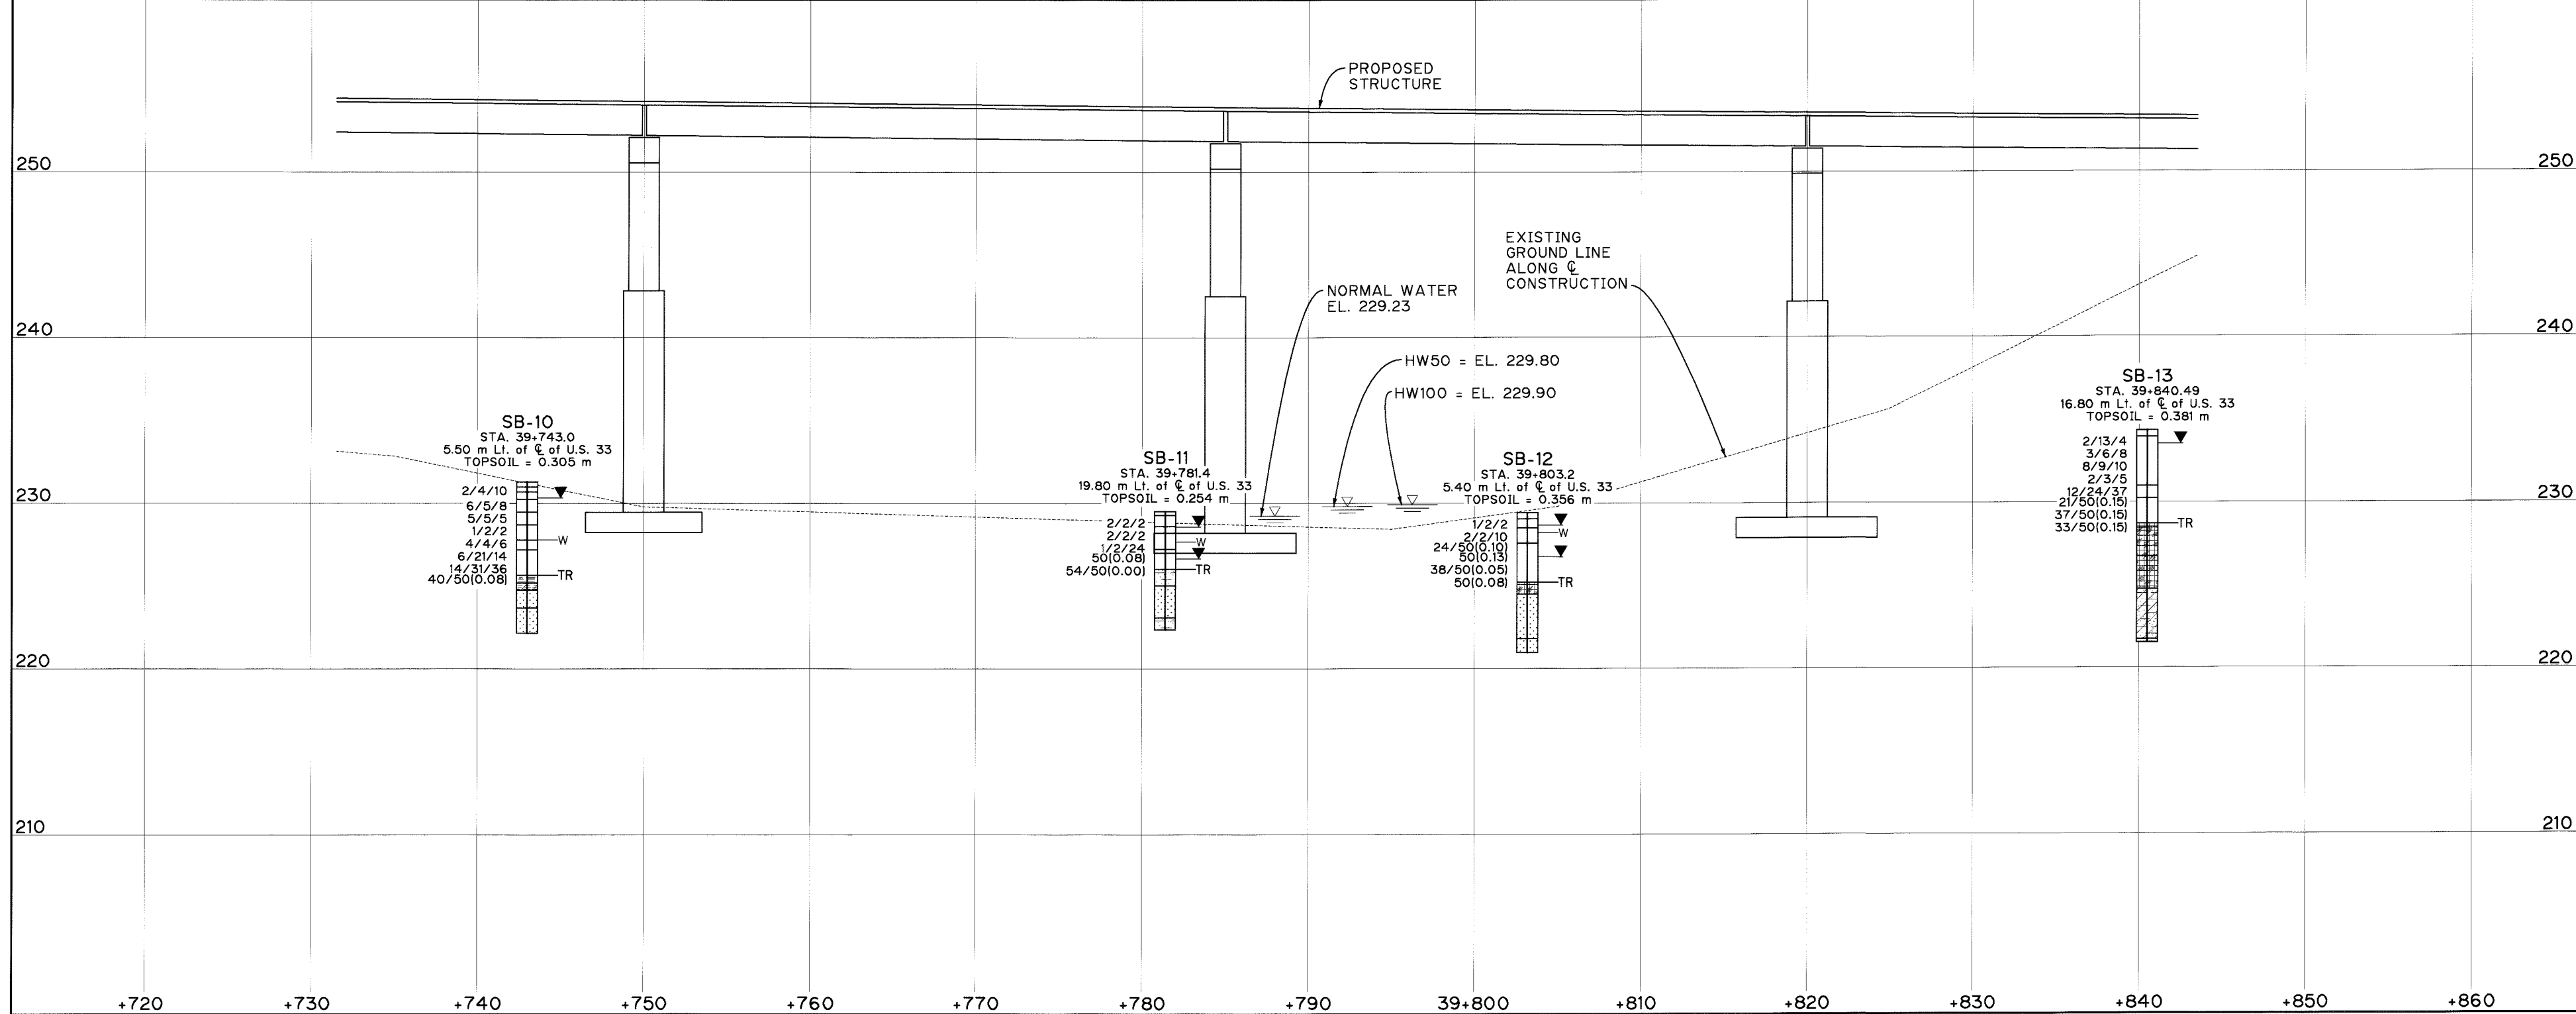 PROPOSED
STRUCTURE
250
250
EXISTING
GROUND LINE
ALONG ℄
CONSTRUCTION
NORMAL WATER
EL. 229.23
240
240
HW50 = EL. 229.80
HW100 = EL. 229.90
SB-10
STA. 39+743.0
5.50 m Lt. of ℄ of U.S. 33
TOPSOIL = 0.305 m
2/4/10
6/5/8
5/5/5
1/2/2
4/4/6
W
6/21/14
14/31/36
40/50(0.08)
TR
SB-11
STA. 39+781.4
19.80 m Lt. of ℄ of U.S. 33
TOPSOIL = 0.254 m
2/2/2
2/2/2
W
1/2/24
50(0.08)
54/50(0.00)
TR
SB-12
STA. 39+803.2
5.40 m Lt. of ℄ of U.S. 33
TOPSOIL = 0.356 m
1/2/2
W
2/2/10
24/50(0.10)
50(0.13)
38/50(0.05)
50(0.08)
TR
SB-13
STA. 39+840.49
16.80 m Lt. of ℄ of U.S. 33
TOPSOIL = 0.381 m
2/13/4
3/6/8
8/9/10
2/3/5
12/24/37
21/50(0.15)
37/50(0.15)
33/50(0.15)
TR
230
230
220
220
210
210
+720
+730
+740
+750
+760
+770
+780
+790
39+800
+810
+820
+830
+840
+850
+860